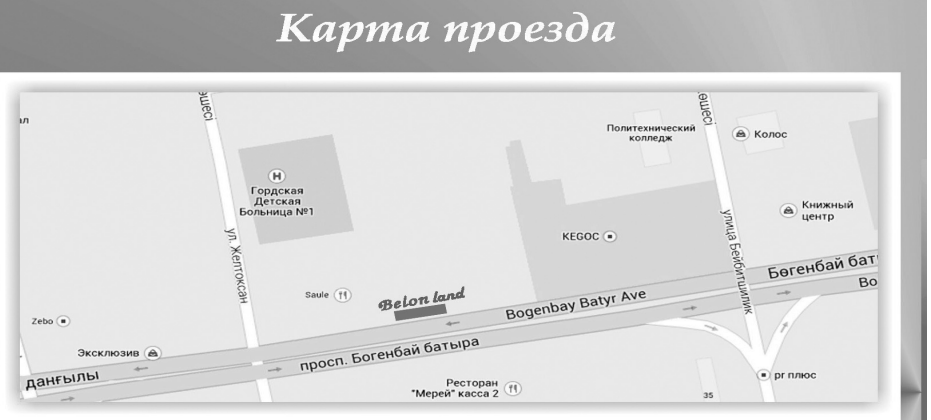 Карта проезда
Политехнический
колледж
Колос
Гордская
Детская
Больница №1
Книжный
центр
ул. Желтоксан
KEGOC
улица Бейбитшилик
Бөгенбай бат
Saule
Belon land
Bogenbay Batyr Ave
Во
Zebo
Эксклюзив
просп. Богенбай батыра
даңғылы
Ресторан
"Мерей" касса 2
35
рг плюс